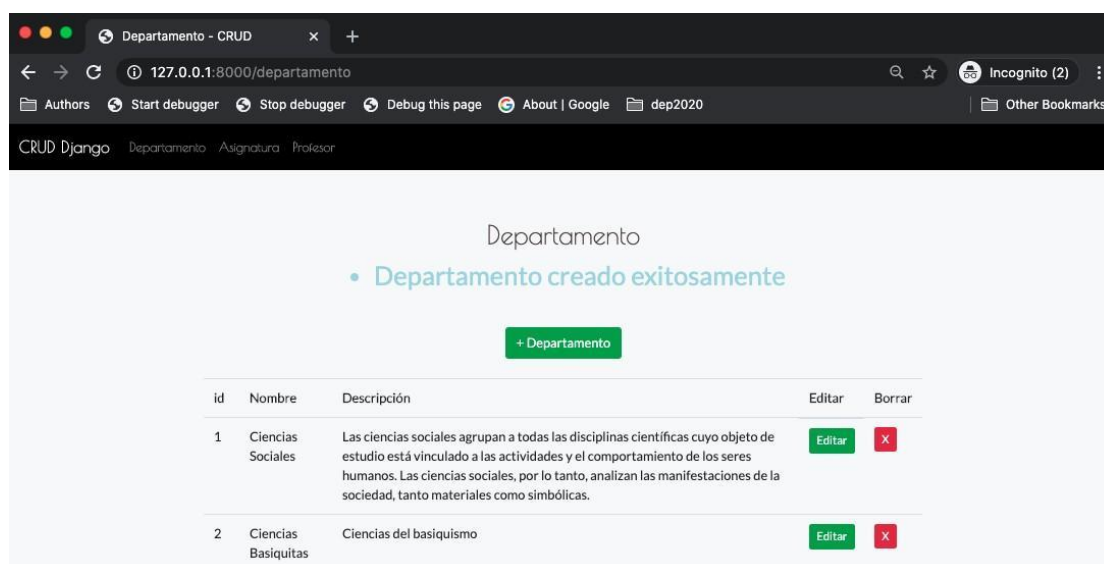 Departamento - CRUD
127.0.0.1:8000/departamento
Incognito (2)
Authors Start debugger Stop debugger Debug this page About | Google dep2020 Other Bookmarks
CRUD Django Departamento Asignatura Profesor
Departamento
• Departamento creado exitosamente
+ Departamento
id Nombre Descripción Editar Borrar
1 Ciencias Sociales Las ciencias sociales agrupan a todas las disciplinas científicas cuyo objeto de Editar X
estudio está vinculado a las actividades y el comportamiento de los seres
humanos. Las ciencias sociales, por lo tanto, analizan las manifestaciones de la
sociedad, tanto materiales como simbólicas.
2 Ciencias Basiquitas Ciencias del basiquismo Editar X